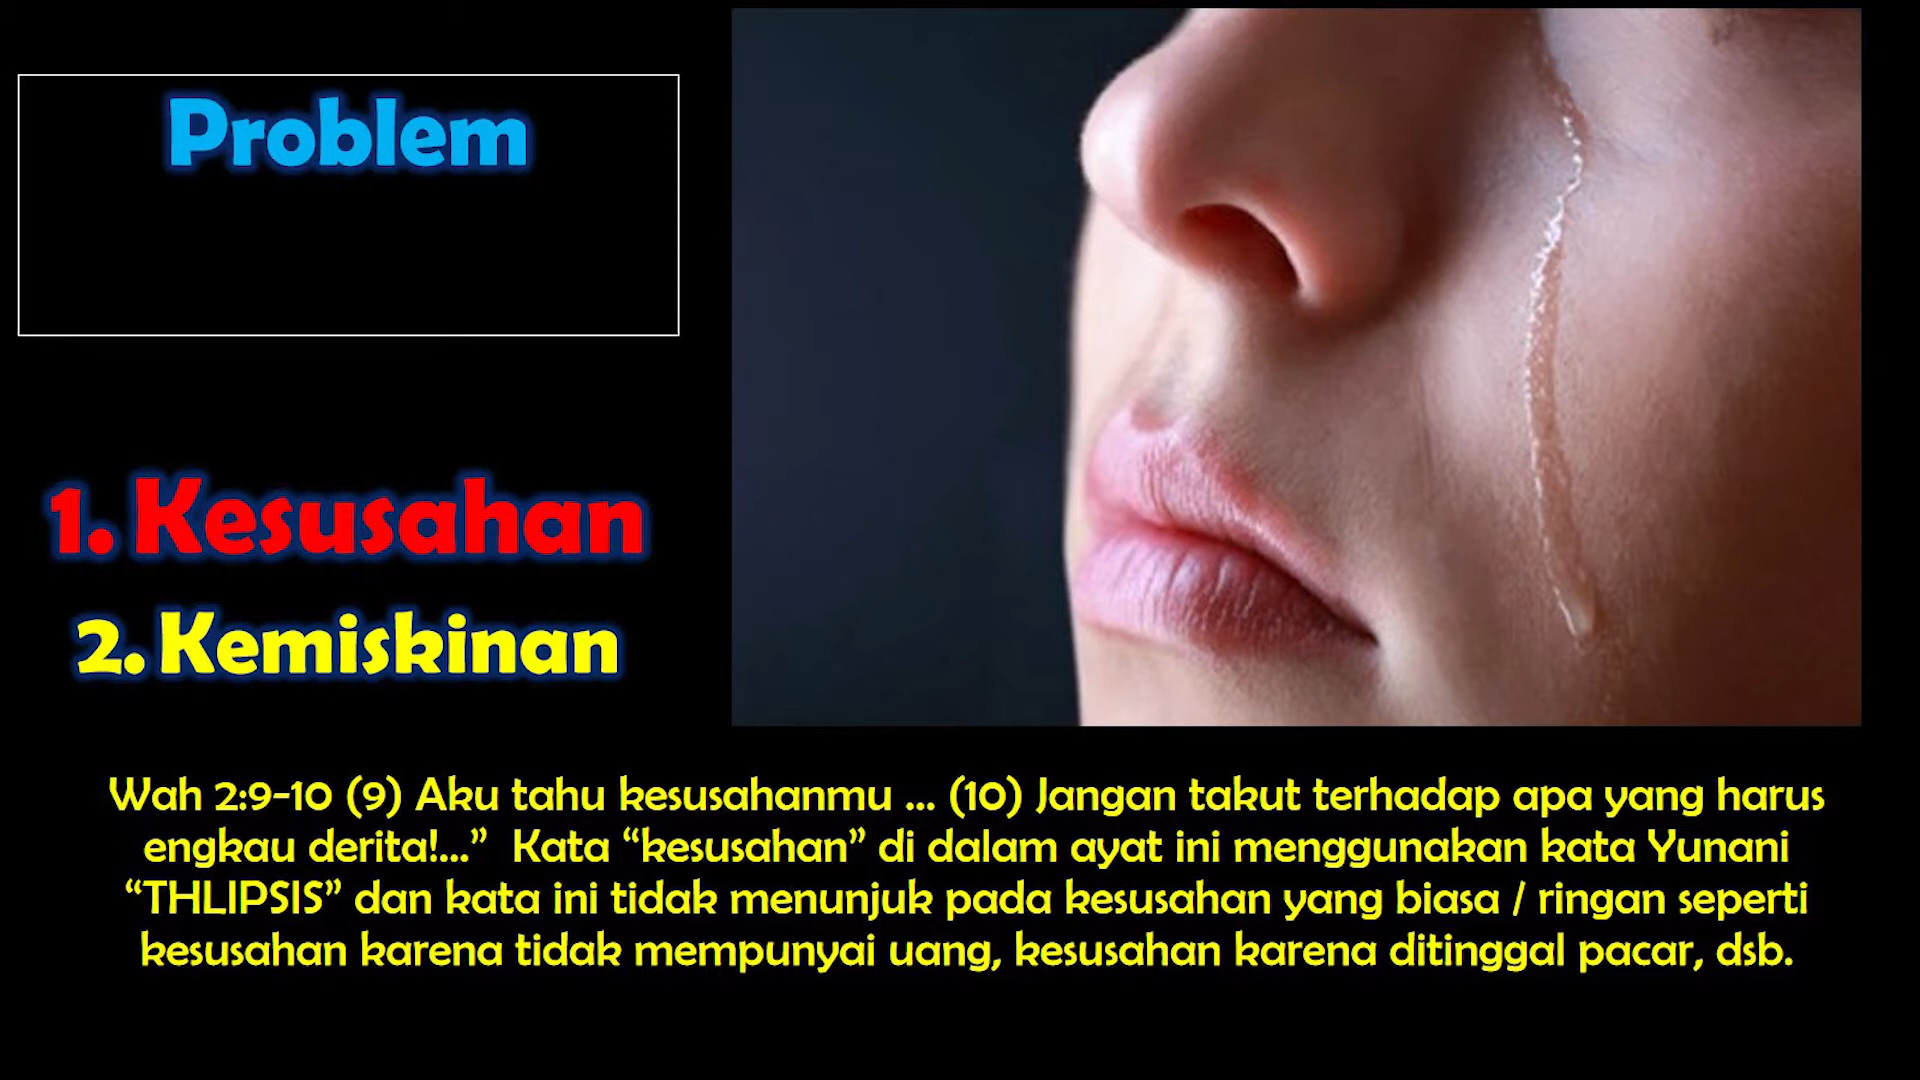 Problem
1. Kesusahan
2. Kemiskinan
Wah 2:9-10 (9) Aku tahu kesusahanmu ... (10) Jangan takut terhadap apa yang harus
engkau derita!...” Kata “kesusahan” di dalam ayat ini menggunakan kata Yunani
“THLIPSIS” dan kata ini tidak menunjuk pada kesusahan yang biasa / ringan seperti
kesusahan karena tidak mempunyai uang, kesusahan karena ditinggal pacar, dsb.